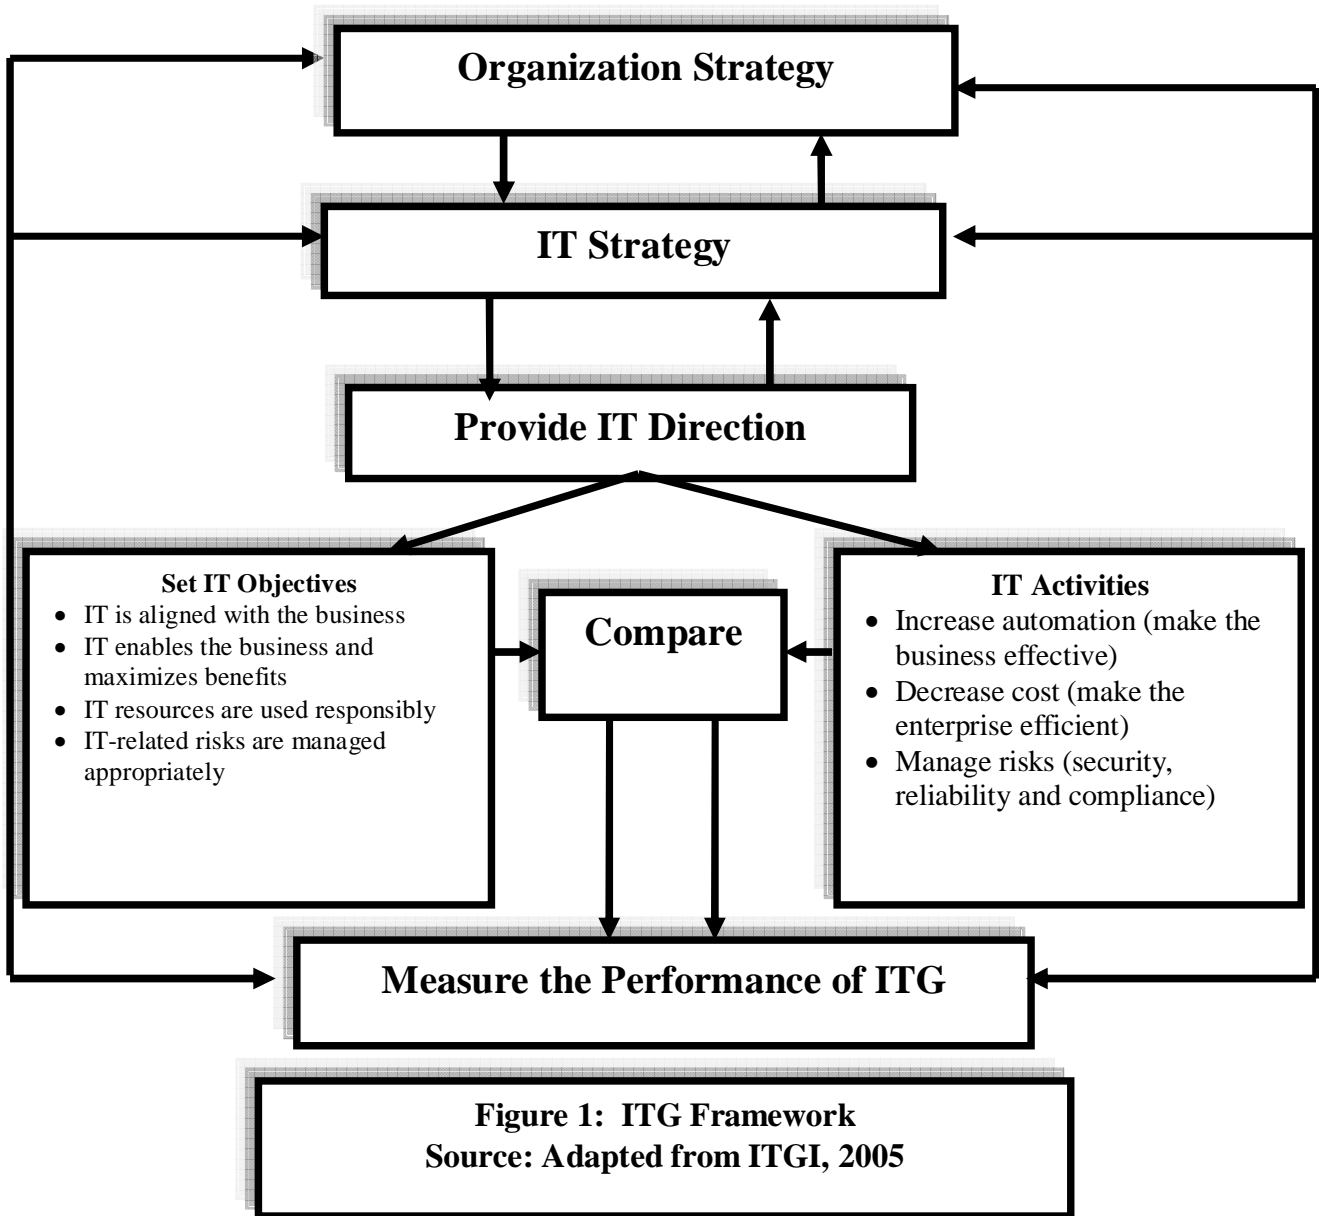 Organization Strategy
IT Strategy
Provide IT Direction
Set IT Objectives
• IT is aligned with the business
• IT enables the business and
maximizes benefits
• IT resources are used responsibly
• IT-related risks are managed
appropriately
Compare
IT Activities
• Increase automation (make the
business effective)
• Decrease cost (make the
enterprise efficient)
• Manage risks (security,
reliability and compliance)
Measure the Performance of ITG
Figure 1: ITG Framework
Source: Adapted from ITGI, 2005